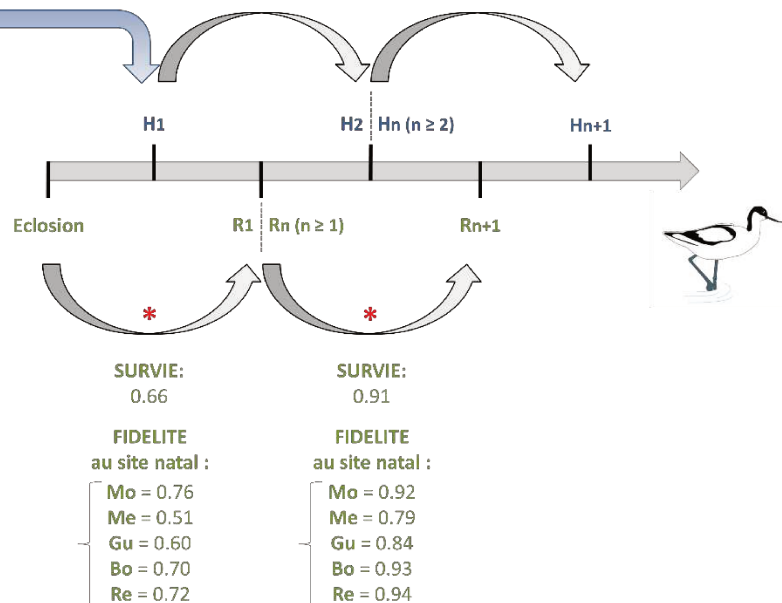 H1 H2 Hn (n ≥ 2) Hn+1
Eclosion R1 Rn (n ≥ 1) Rn+1
* *
SURVIE: SURVIE:
0.66 0.91
FIDELITE FIDELITE
au site natal : au site natal :
Mo = 0.76 Mo = 0.92
Me = 0.51 Me = 0.79
Gu = 0.60 Gu = 0.84
Bo = 0.70 Bo = 0.93
Re = 0.72 Re = 0.94